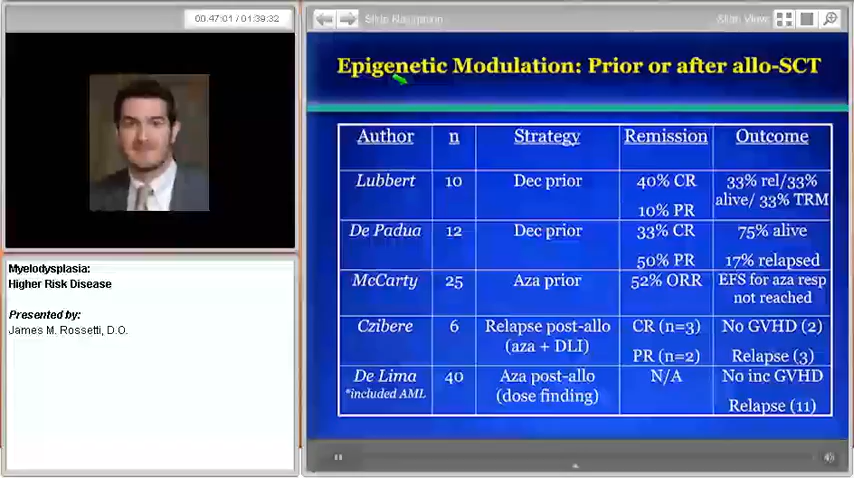 00.47:01 / 01:39:32
Slide Navigation
Slide View:
Myelodysplasia:
Higher Risk Disease
Presented by:
James M. Rossetti, D.O.
Epigenetic Modulation: Prior or after allo-SCT
Author n Strategy Remission Outcome
Lubbert 10 Dec prior 40% CR 33% rel/33%
alive/ 33% TRM
10% PR
De Padua 12 Dec prior 33% CR 75% alive
50% PR 17% relapsed
McCarty 25 Aza prior 52% ORR EFS for aza resp
not reached
Czibere 6 Relapse post-allo CR (n=3) No GVHD (2)
(aza + DLI) PR (n=2) Relapse (3)
De Lima 40 Aza post-allo N/A No inc GVHD
*included AML (dose finding) Relapse (11)